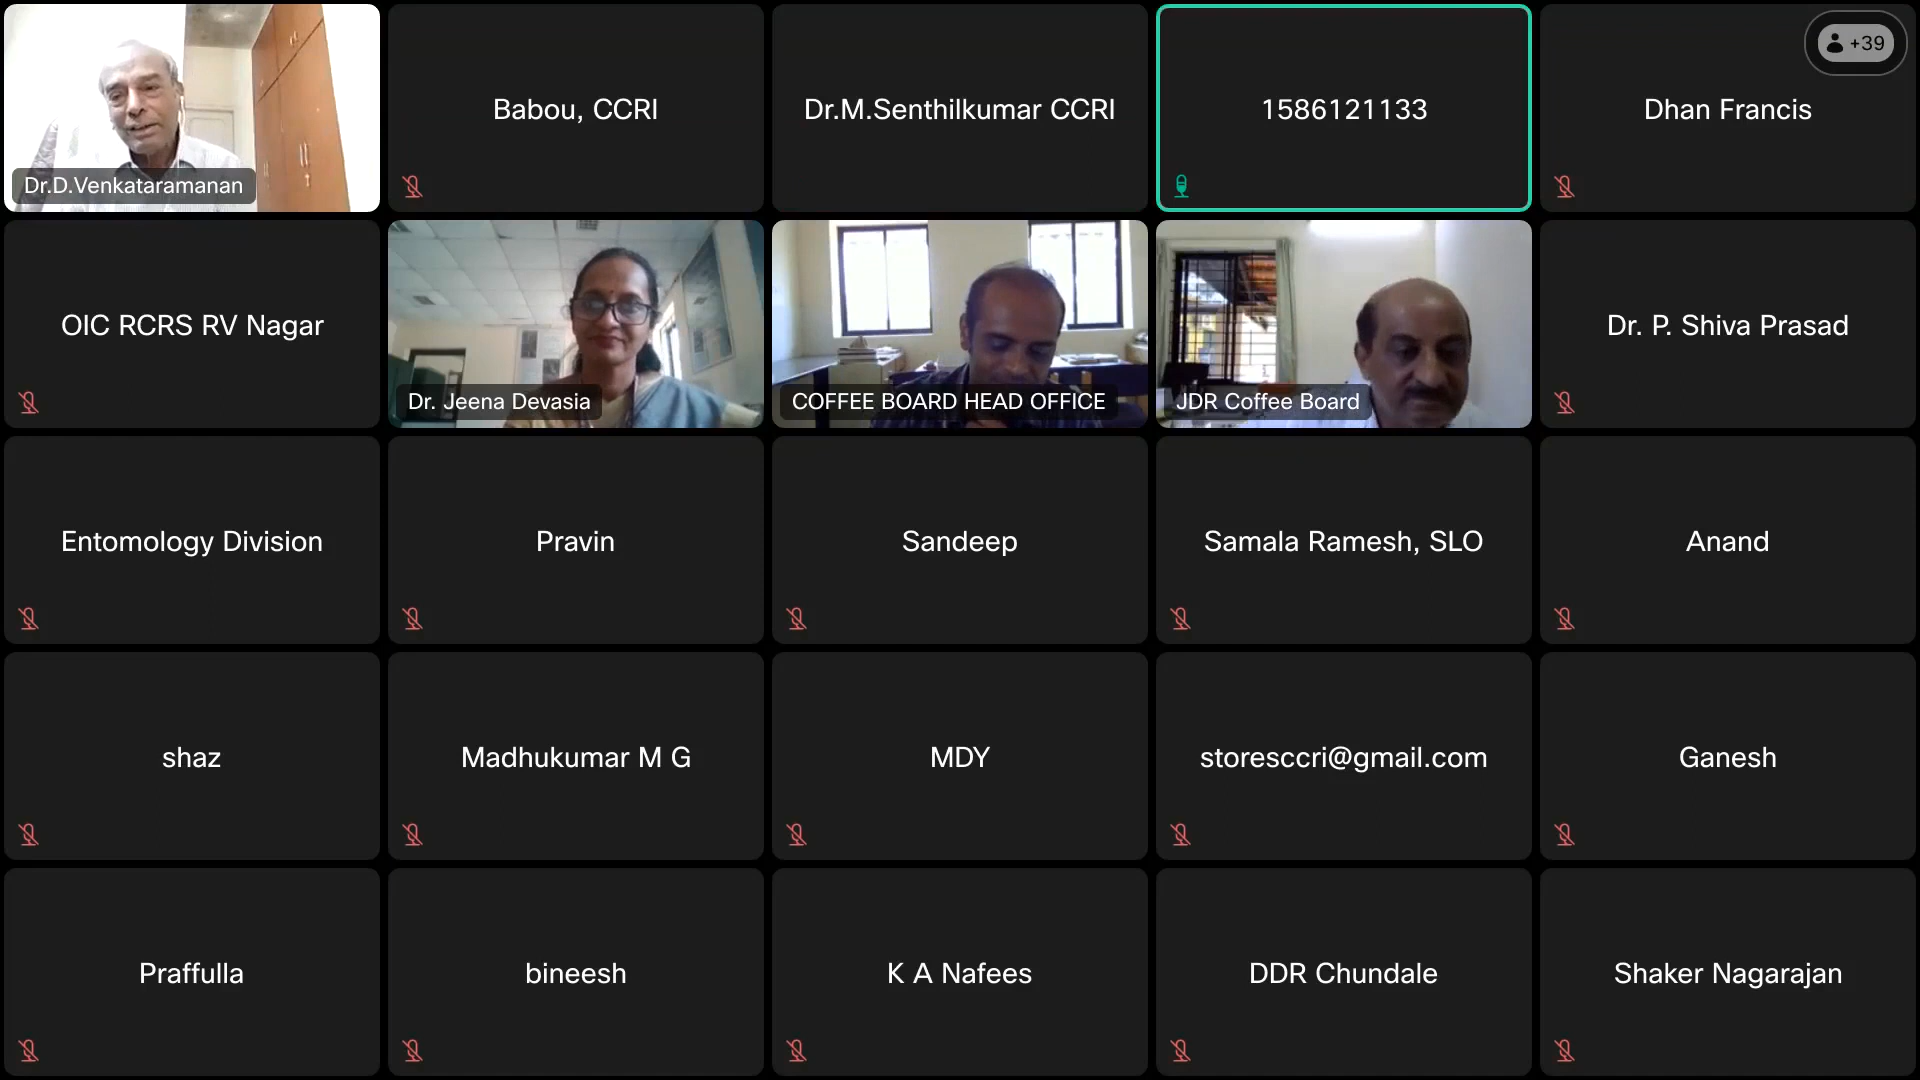 Dr.D.Venkataramanan
Babou, CCRI
Dr.M.Senthilkumar CCRI
1586121133
Dhan Francis
+39
OIC RCRS RV Nagar
Dr. Jeena Devasia
COFFEE BOARD HEAD OFFICE
JDR Coffee Board
Dr. P. Shiva Prasad
Entomology Division
Pravin
Sandeep
Samala Ramesh, SLO
Anand
shaz
Madhukumar M G
MDY
storesccri@gmail.com
Ganesh
Praffulla
bineesh
K A Nafees
DDR Chundale
Shaker Nagarajan